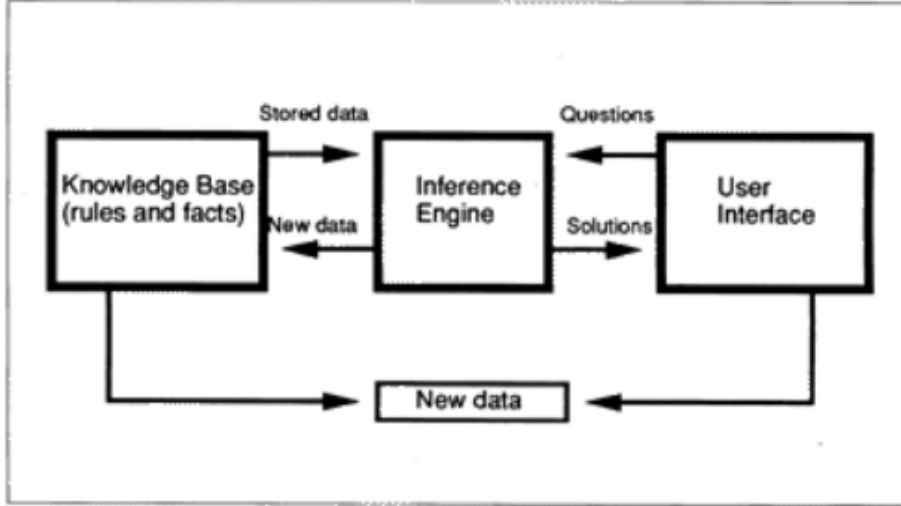 Stored data
Questions
Knowledge Base
(rules and facts)
Inference
Engine
User
Interface
New data
Solutions
New data